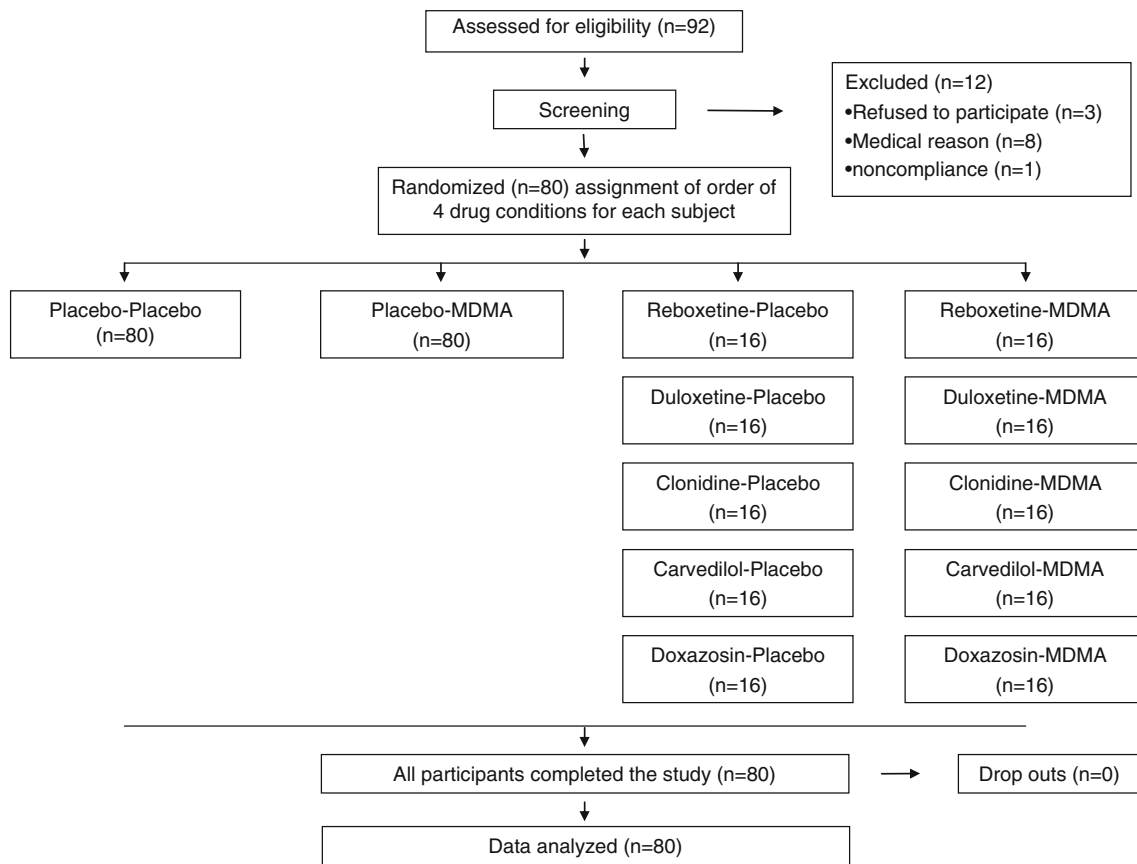 Assessed for eligibility (n=92)
Screening
Excluded (n=12)
•Refused to participate (n=3)
•Medical reason (n=8)
•noncompliance (n=1)
Randomized (n=80) assignment of order of
4 drug conditions for each subject
Placebo-Placebo
(n=80)
Placebo-MDMA
(n=80)
Reboxetine-Placebo
(n=16)
Reboxetine-MDMA
(n=16)
Duloxetine-Placebo
(n=16)
Duloxetine-MDMA
(n=16)
Clonidine-Placebo
(n=16)
Clonidine-MDMA
(n=16)
Carvedilol-Placebo
(n=16)
Carvedilol-MDMA
(n=16)
Doxazosin-Placebo
(n=16)
Doxazosin-MDMA
(n=16)
All participants completed the study (n=80)
Drop outs (n=0)
Data analyzed (n=80)